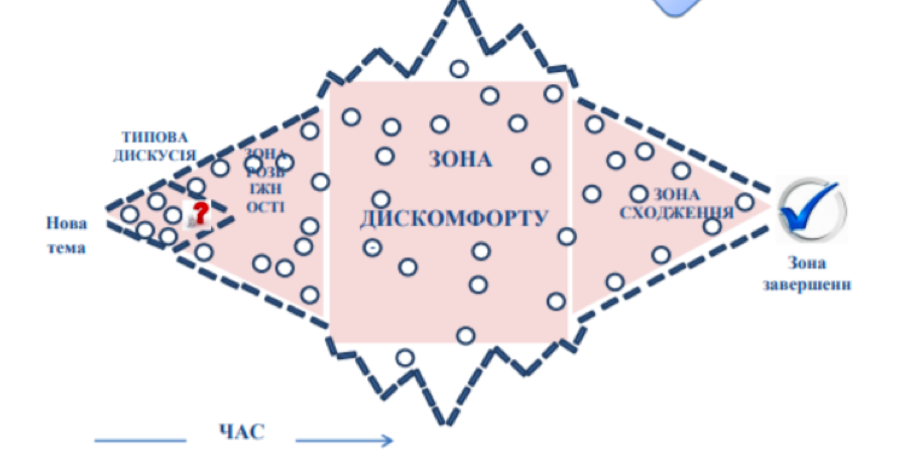 ТИПОВА
ДИСКУСІЯ
Нова
тема
?
ЗОНА
РОЗБ
ІЖН
ОСТІ
ЗОНА
ДИСКОМФОРТУ
ЗОНА
СХОДЖЕННЯ
Зона
завершенн
ЧАС